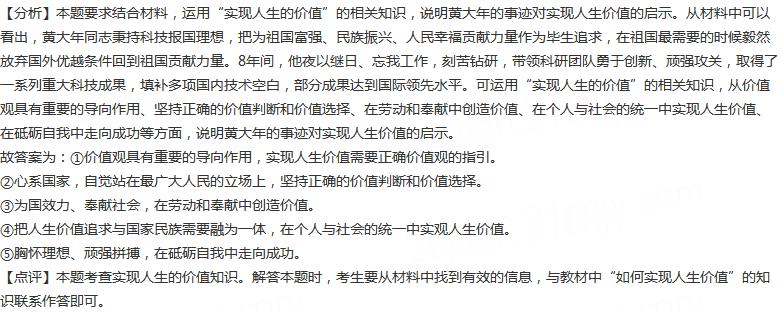 【分析】本题要求结合材料，运用“实现人生的价值”的相关知识，说明黄大年的事迹对实现人生价值的启示。从材料中可以
看出，黄大年同志秉持科技报国理想，把为祖国富强、民族振兴、人民幸福贡献力量作为毕生追求，在祖国最需要的时候毅然
放弃国外优越条件回到祖国贡献力量。8年间，他夜以继日、忘我工作，刻苦钻研，带领科研团队勇于创新、顽强攻关，取得了
一系列重大科技成果，填补多项国内技术空白，部分成果达到国际领先水平。可运用“实现人生的价值”的相关知识，从价值
观具有重要的导向作用、坚持正确的价值判断和价值选择、在劳动和奉献中创造价值、在个人与社会的统一中实现人生价值、
在砥砺自我中走向成功等方面，说明黄大年的事迹对实现人生价值的启示。
故答案为：①价值观具有重要的导向作用，实现人生价值需要正确价值观的指引。
②心系国家，自觉站在最广大人民的立场上，坚持正确的价值判断和价值选择。
③为国效力、奉献社会，在劳动和奉献中创造价值。
④把人生价值追求与国家民族需要融为一体，在个人与社会的统一中实现人生价值。
⑤胸怀理想、顽强拼搏，在砥砺自我中走向成功。
【点评】本题考查实现人生的价值知识。解答本题时，考生要从材料中找到有效的信息，与教材中“如何实现人生价值”的知
识联系作答即可。